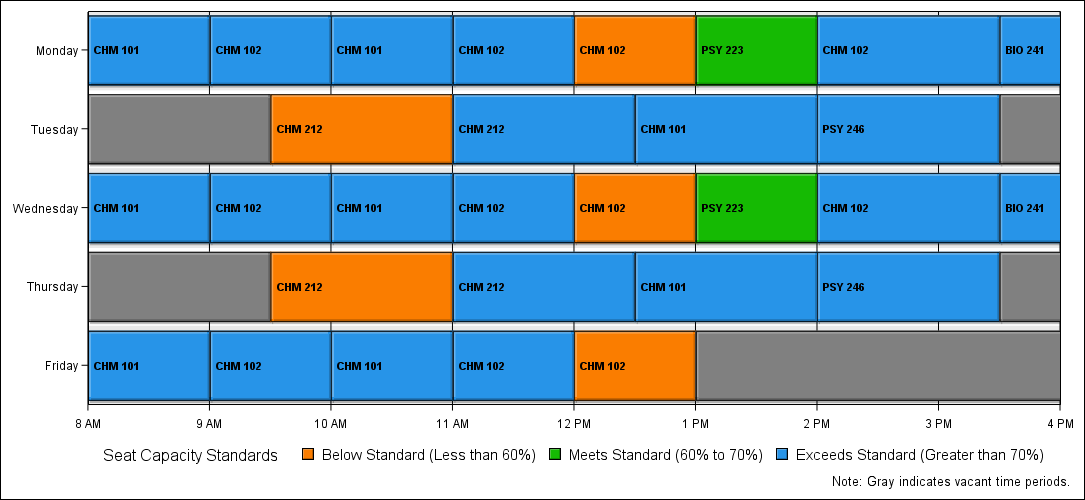 Monday CHM 101 CHM 102 CHM 101 CHM 102 CHM 102 PSY 223 CHM 102 BIO 241
Tuesday CHM 212 CHM 212 CHM 101 PSY 246
Wednesday CHM 101 CHM 102 CHM 101 CHM 102 CHM 102 PSY 223 CHM 102 BIO 241
Thursday CHM 212 CHM 212 CHM 101 PSY 246
Friday CHM 101 CHM 102 CHM 101 CHM 102 CHM 102
8 AM 9 AM 10 AM 11 AM 12 PM 1 PM 2 PM 3 PM 4 PM
Seat Capacity Standards Below Standard (Less than 60%) Meets Standard (60% to 70%) Exceeds Standard (Greater than 70%)
Note: Gray indicates vacant time periods.